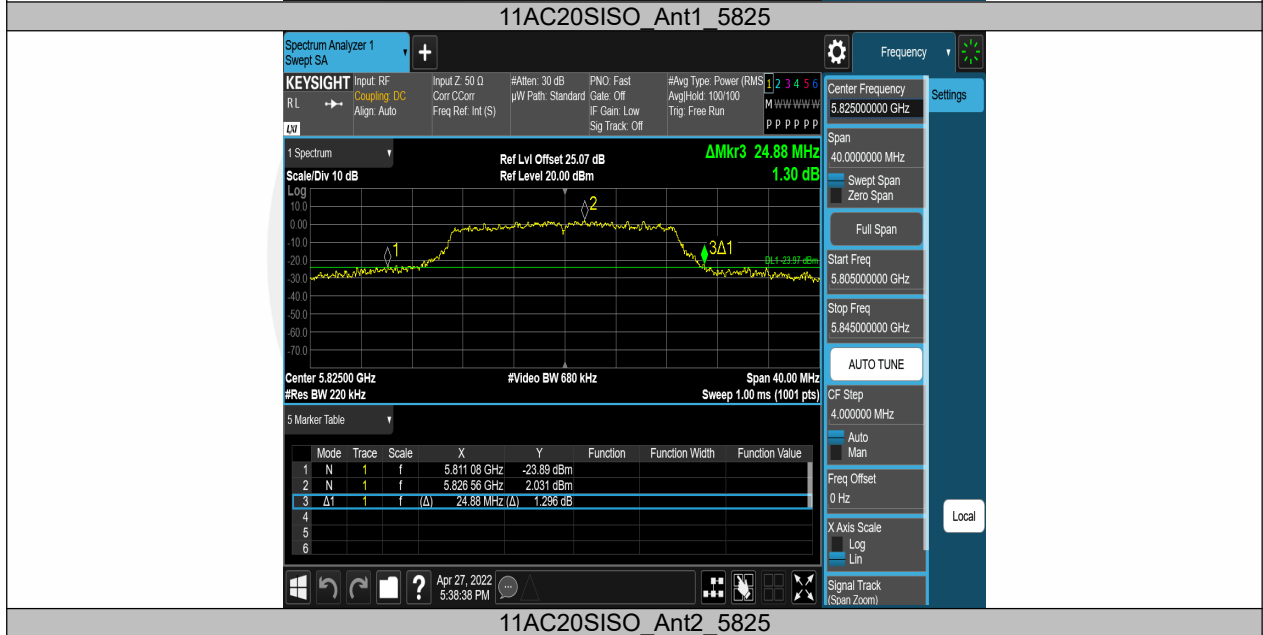 11AC20SISO_Ant1_5825
Spectrum Analyzer 1
Swept SA
+
Frequency
KEYSIGHT
RL
LXI
Input: RF
Coupling: DC
Align: Auto
Input Z: 50 Ω
Corr CCorr
Freq Ref: Int (S)
#Atten: 30 dB
µW Path: Standard
PNO: Fast
Gate: Off
IF Gain: Low
Sig Track: Off
#Avg Type: Power (RMS
Avg|Hold: 100/100
Trig: Free Run
1 2 3 4 5 6
M W W W W W
P P P P P P
Center Frequency
5.825000000 GHz
Settings
Span
40.0000000 MHz
Swept Span
Zero Span
Full Span
Start Freq
5.805000000 GHz
Stop Freq
5.845000000 GHz
AUTO TUNE
CF Step
4.000000 MHz
Auto
Man
Freq Offset
0 Hz
X Axis Scale
Log
Lin
Signal Track
(Span Zoom)
Local
1 Spectrum
Scale/Div 10 dB
Ref Lvl Offset 25.07 dB
Ref Level 20.00 dBm
ΔMkr3 24.88 MHz
1.30 dB
Log
10.0
0.00
-10.0
-20.0
-30.0
-40.0
-50.0
-60.0
-70.0
1
2
3Δ1
DL1 -23.97 dBm
Center 5.82500 GHz
#Video BW 680 kHz
Span 40.00 MHz
#Res BW 220 kHz
Sweep 1.00 ms (1001 pts)
5 Marker Table
Mode Trace Scale X Y Function Function Width Function Value
1 N 1 f 5.811 08 GHz -23.89 dBm
2 N 1 f 5.826 56 GHz 2.031 dBm
3 Δ1 1 f (Δ) 24.88 MHz (Δ) 1.296 dB
4
5
6
?
Apr 27, 2022
5:38:38 PM
11AC20SISO_Ant2_5825